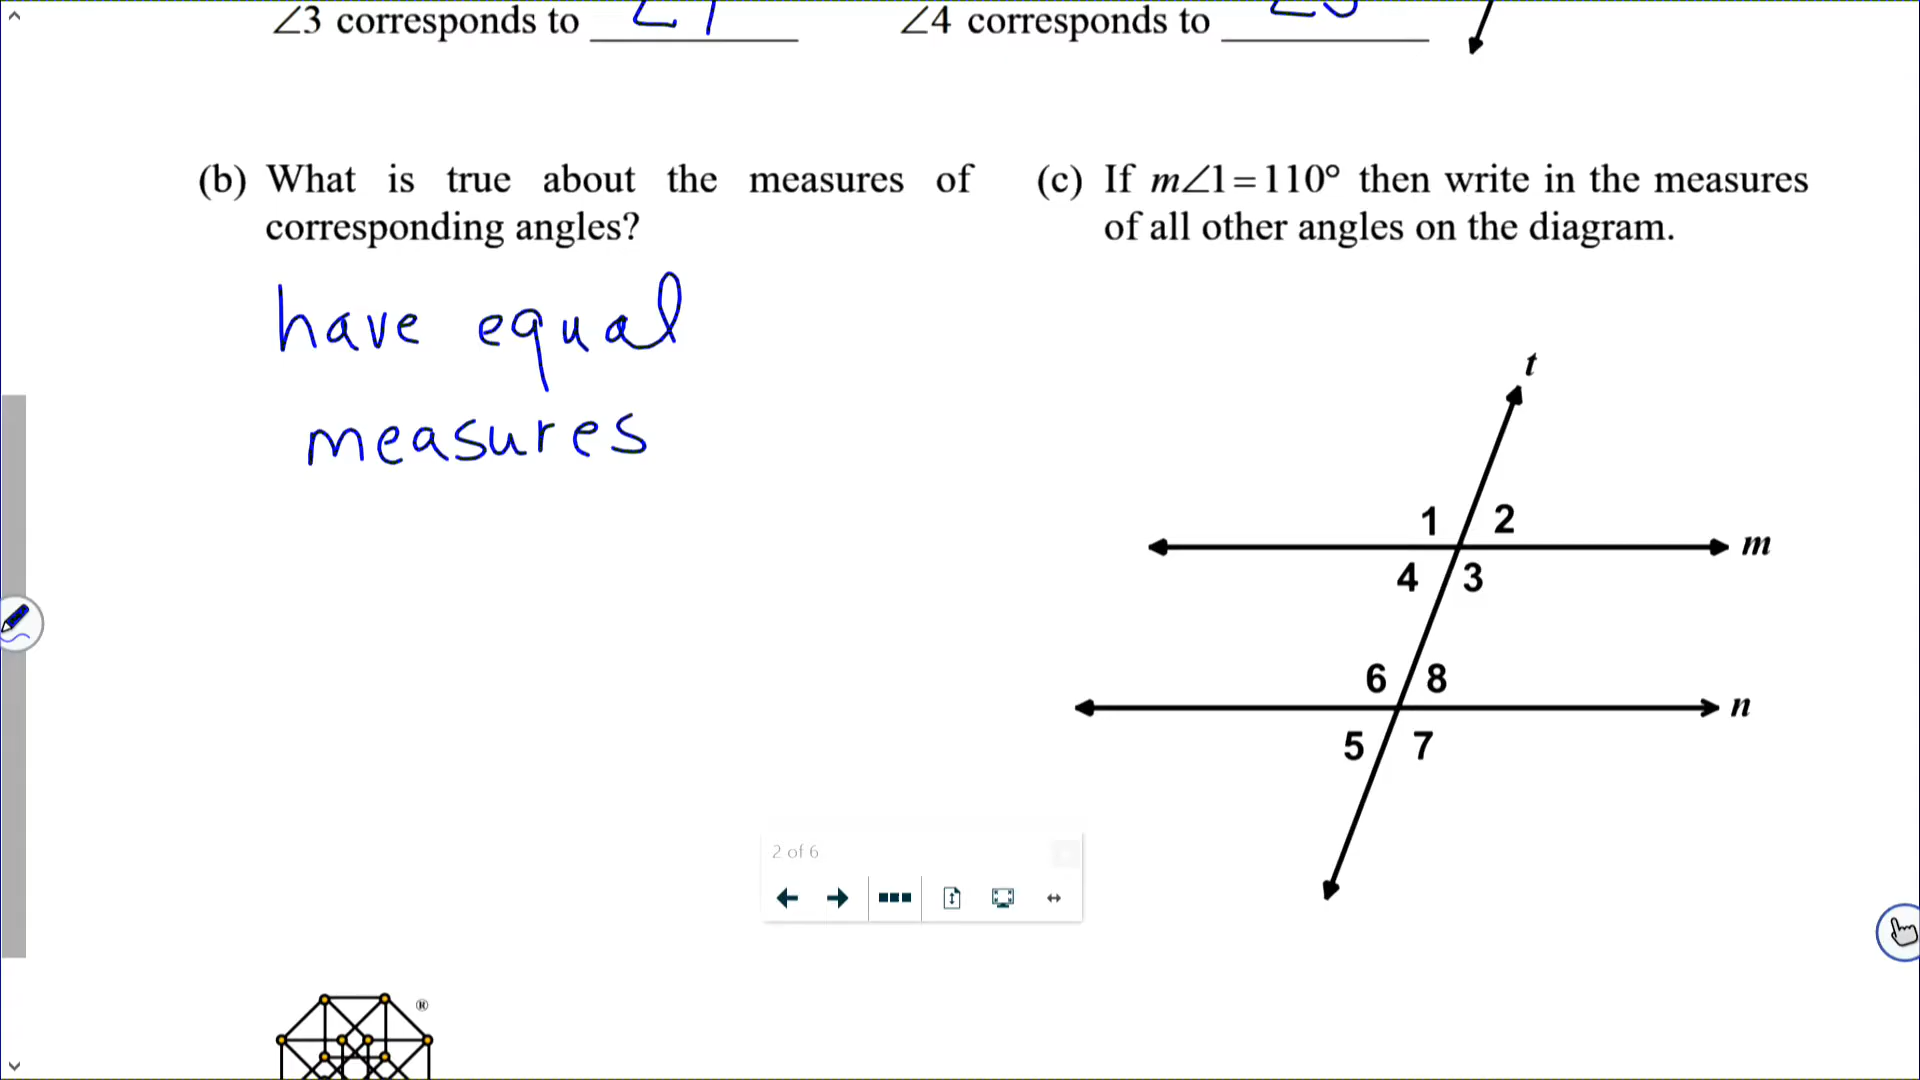 ∠3 corresponds to ∠7
∠4 corresponds to
(b) What is true about the measures of
corresponding angles?
have equal
measures
(c) If m∠1=110° then write in the measures
of all other angles on the diagram.
t
1 2
m
4 3
6 8
n
5 7
2 of 6
®